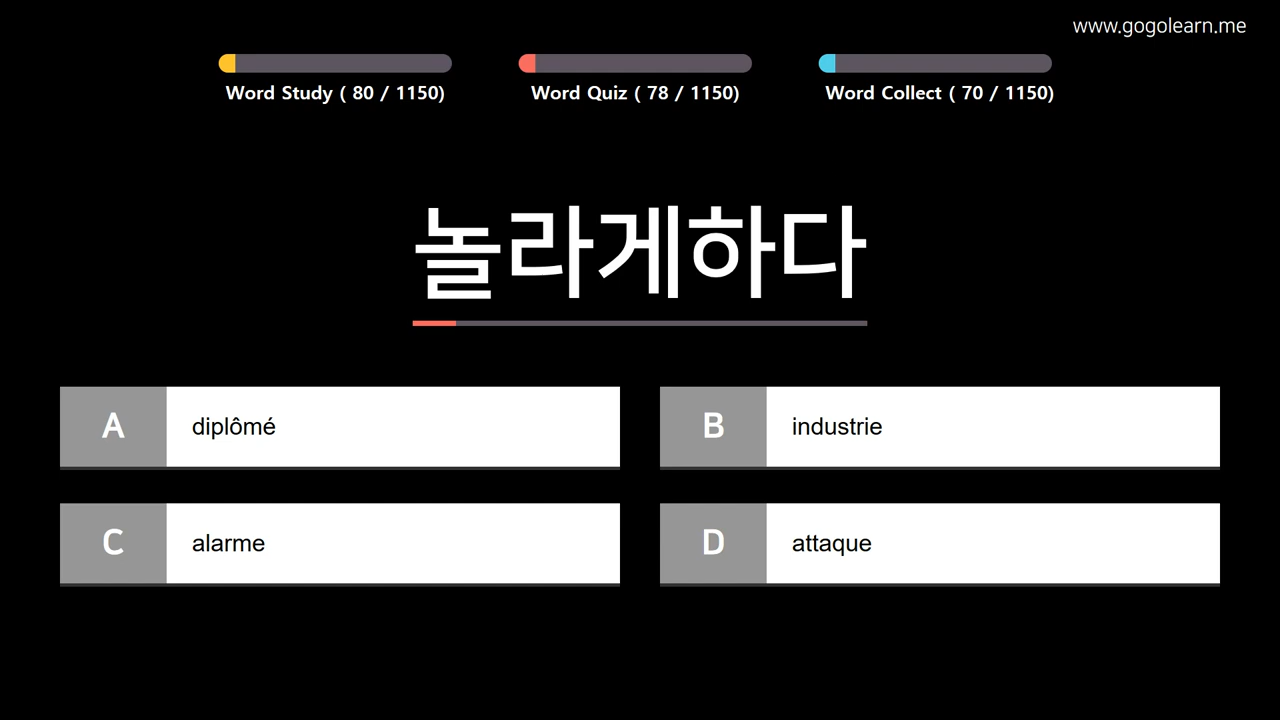 www.gogolearn.me
Word Study ( 80 / 1150)
Word Quiz ( 78 / 1150)
Word Collect ( 70 / 1150)
놀라게하다
A diplômé
B industrie
C alarme
D attaque